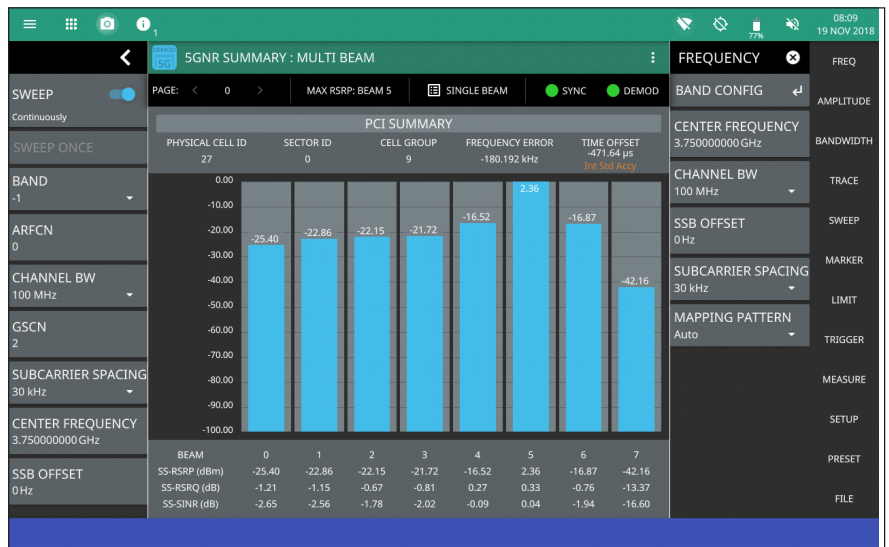 1
77%
08:09
19 NOV 2018
DEMOD
5G
5GNR SUMMARY : MULTI BEAM
PAGE: < 0 >
MAX RSRP: BEAM 5
SINGLE BEAM
SYNC
DEMOD
SWEEP
Continuously
SWEEP ONCE
BAND
-1
ARFCN
0
CHANNEL BW
100 MHz
GSCN
2
SUBCARRIER SPACING
30 kHz
CENTER FREQUENCY
3.750000000 GHz
SSB OFFSET
0 Hz
PCI SUMMARY
PHYSICAL CELL ID SECTOR ID CELL GROUP FREQUENCY ERROR TIME OFFSET
27 0 9 -180.192 kHz -471.64 µs
Int Std Accy
0.00
-10.00
-20.00
-30.00
-40.00
-50.00
-60.00
-70.00
-80.00
-90.00
-100.00
-25.40 -22.86 -22.15 -21.72 -16.52 2.36 -16.87 -42.16
BEAM 0 1 2 3 4 5 6 7
SS-RSRP (dBm) -25.40 -22.86 -22.15 -21.72 -16.52 2.36 -16.87 -42.16
SS-RSRQ (dB) -1.21 -1.15 -0.67 -0.81 0.27 0.33 -0.76 -13.37
SS-SINR (dB) -2.65 -2.56 -1.78 -2.02 -0.09 0.04 -1.94 -16.60
FREQUENCY
BAND CONFIG
CENTER FREQUENCY
3.750000000 GHz
CHANNEL BW
100 MHz
SSB OFFSET
0 Hz
SUBCARRIER SPACING
30 kHz
MAPPING PATTERN
Auto
FREQ
AMPLITUDE
BANDWIDTH
TRACE
SWEEP
MARKER
LIMIT
TRIGGER
MEASURE
SETUP
PRESET
FILE